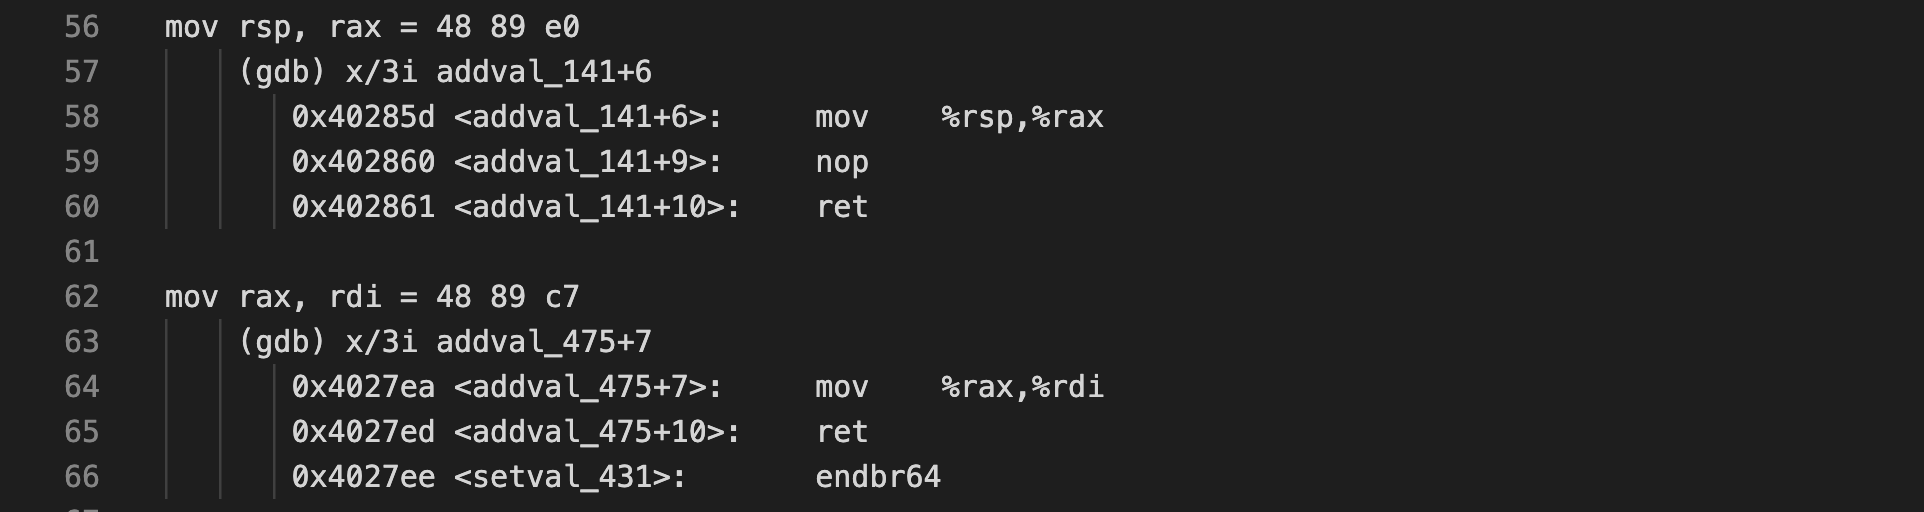 56 mov rsp, rax = 48 89 e0
57 (gdb) x/3i addval_141+6
58 0x40285d <addval_141+6>: mov %rsp,%rax
59 0x402860 <addval_141+9>: nop
60 0x402861 <addval_141+10>: ret
61
62 mov rax, rdi = 48 89 c7
63 (gdb) x/3i addval_475+7
64 0x4027ea <addval_475+7>: mov %rax,%rdi
65 0x4027ed <addval_475+10>: ret
66 0x4027ee <setval_431>: endbr64